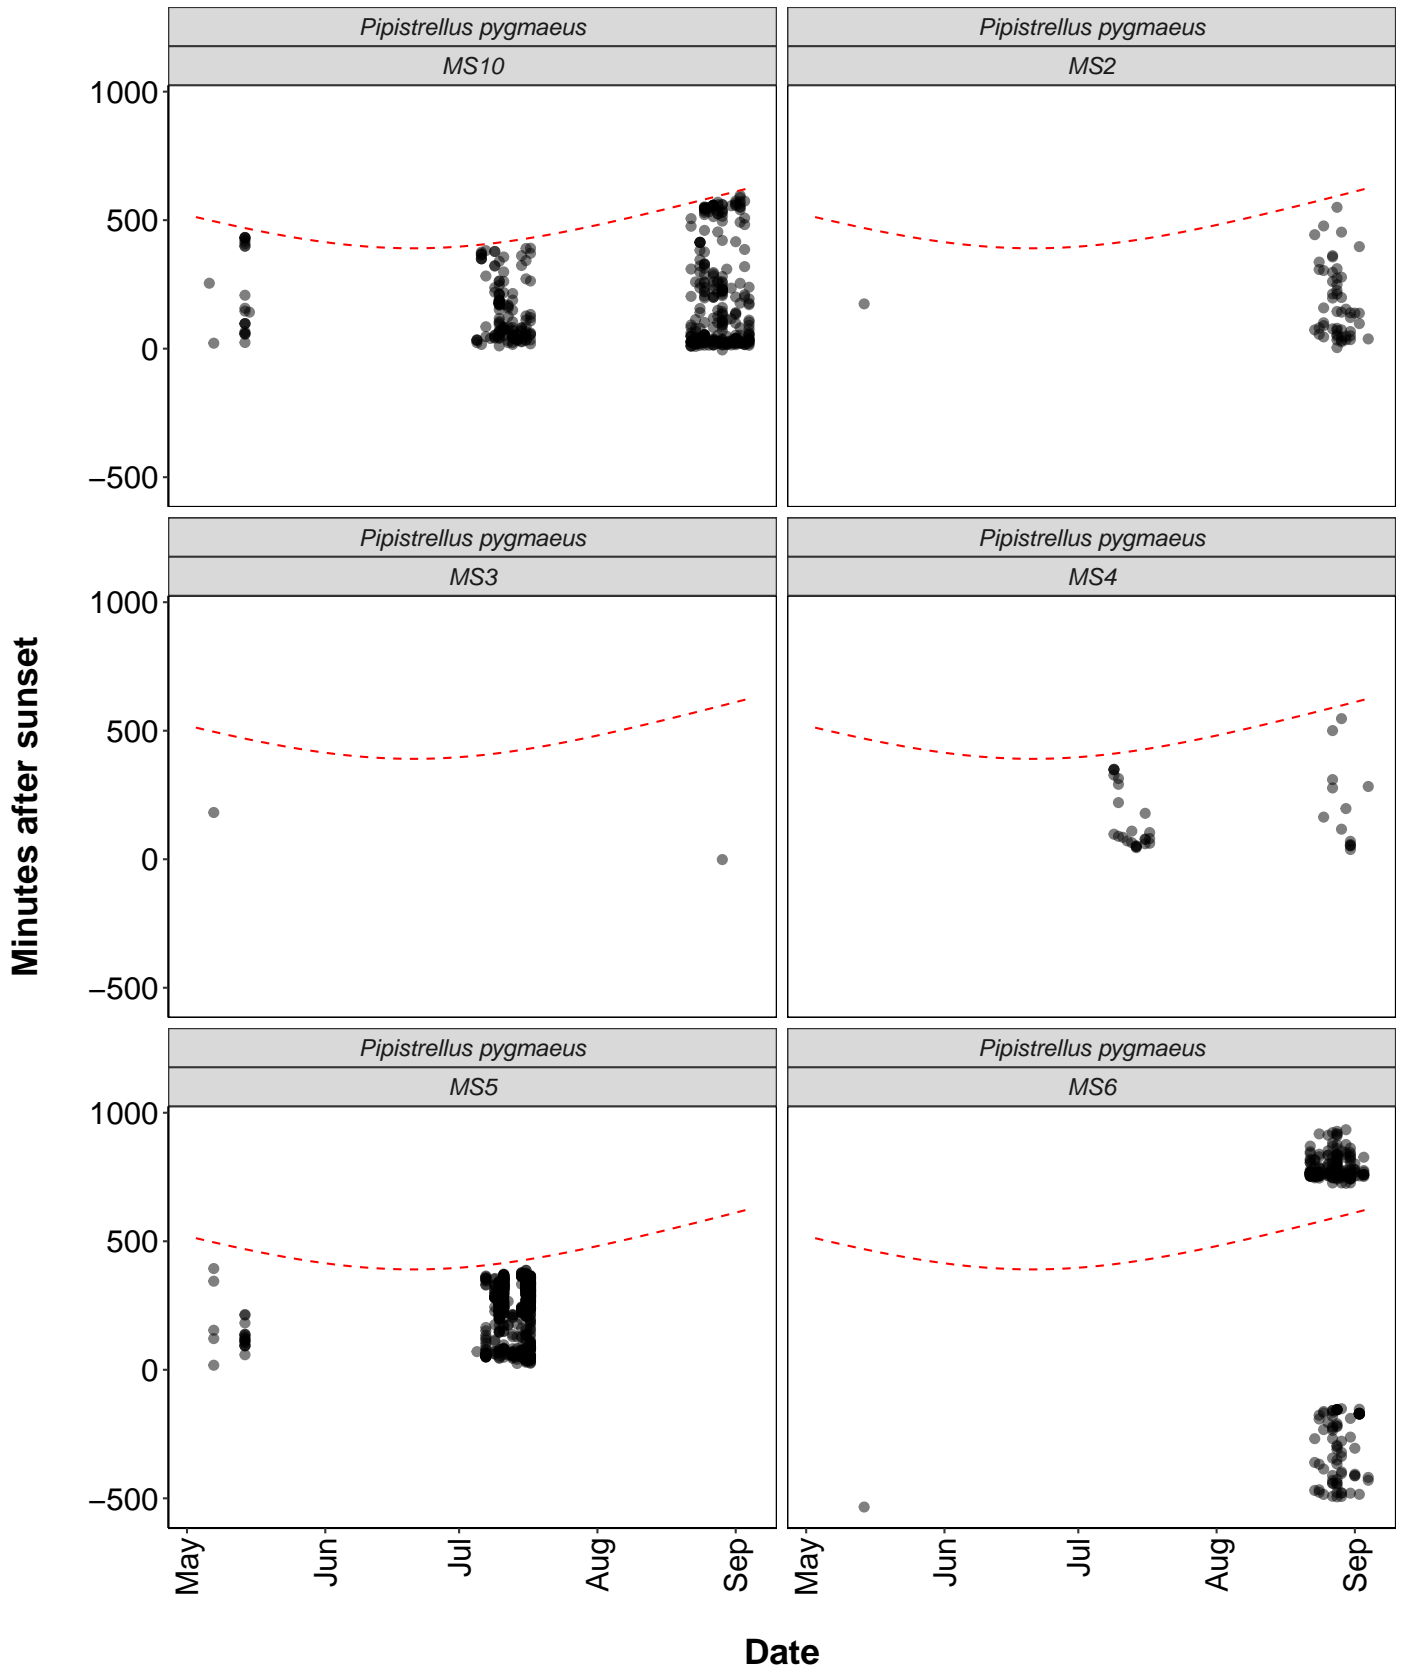 Pipistrellus pygmaeus
Pipistrellus pygmaeus
MS10
MS2
1000
500
0
−500
Pipistrellus pygmaeus
Pipistrellus pygmaeus
MS3
MS4
1000
500
0
−500
Pipistrellus pygmaeus
Pipistrellus pygmaeus
MS5
MS6
1000
500
0
−500
Minutes after sunset
May
Jun
Jul
Aug
Sep
May
Jun
Jul
Aug
Sep
Date